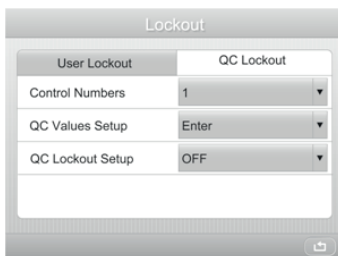 Lockout
User Lockout QC Lockout
Control Numbers 1
QC Values Setup Enter
QC Lockout Setup OFF